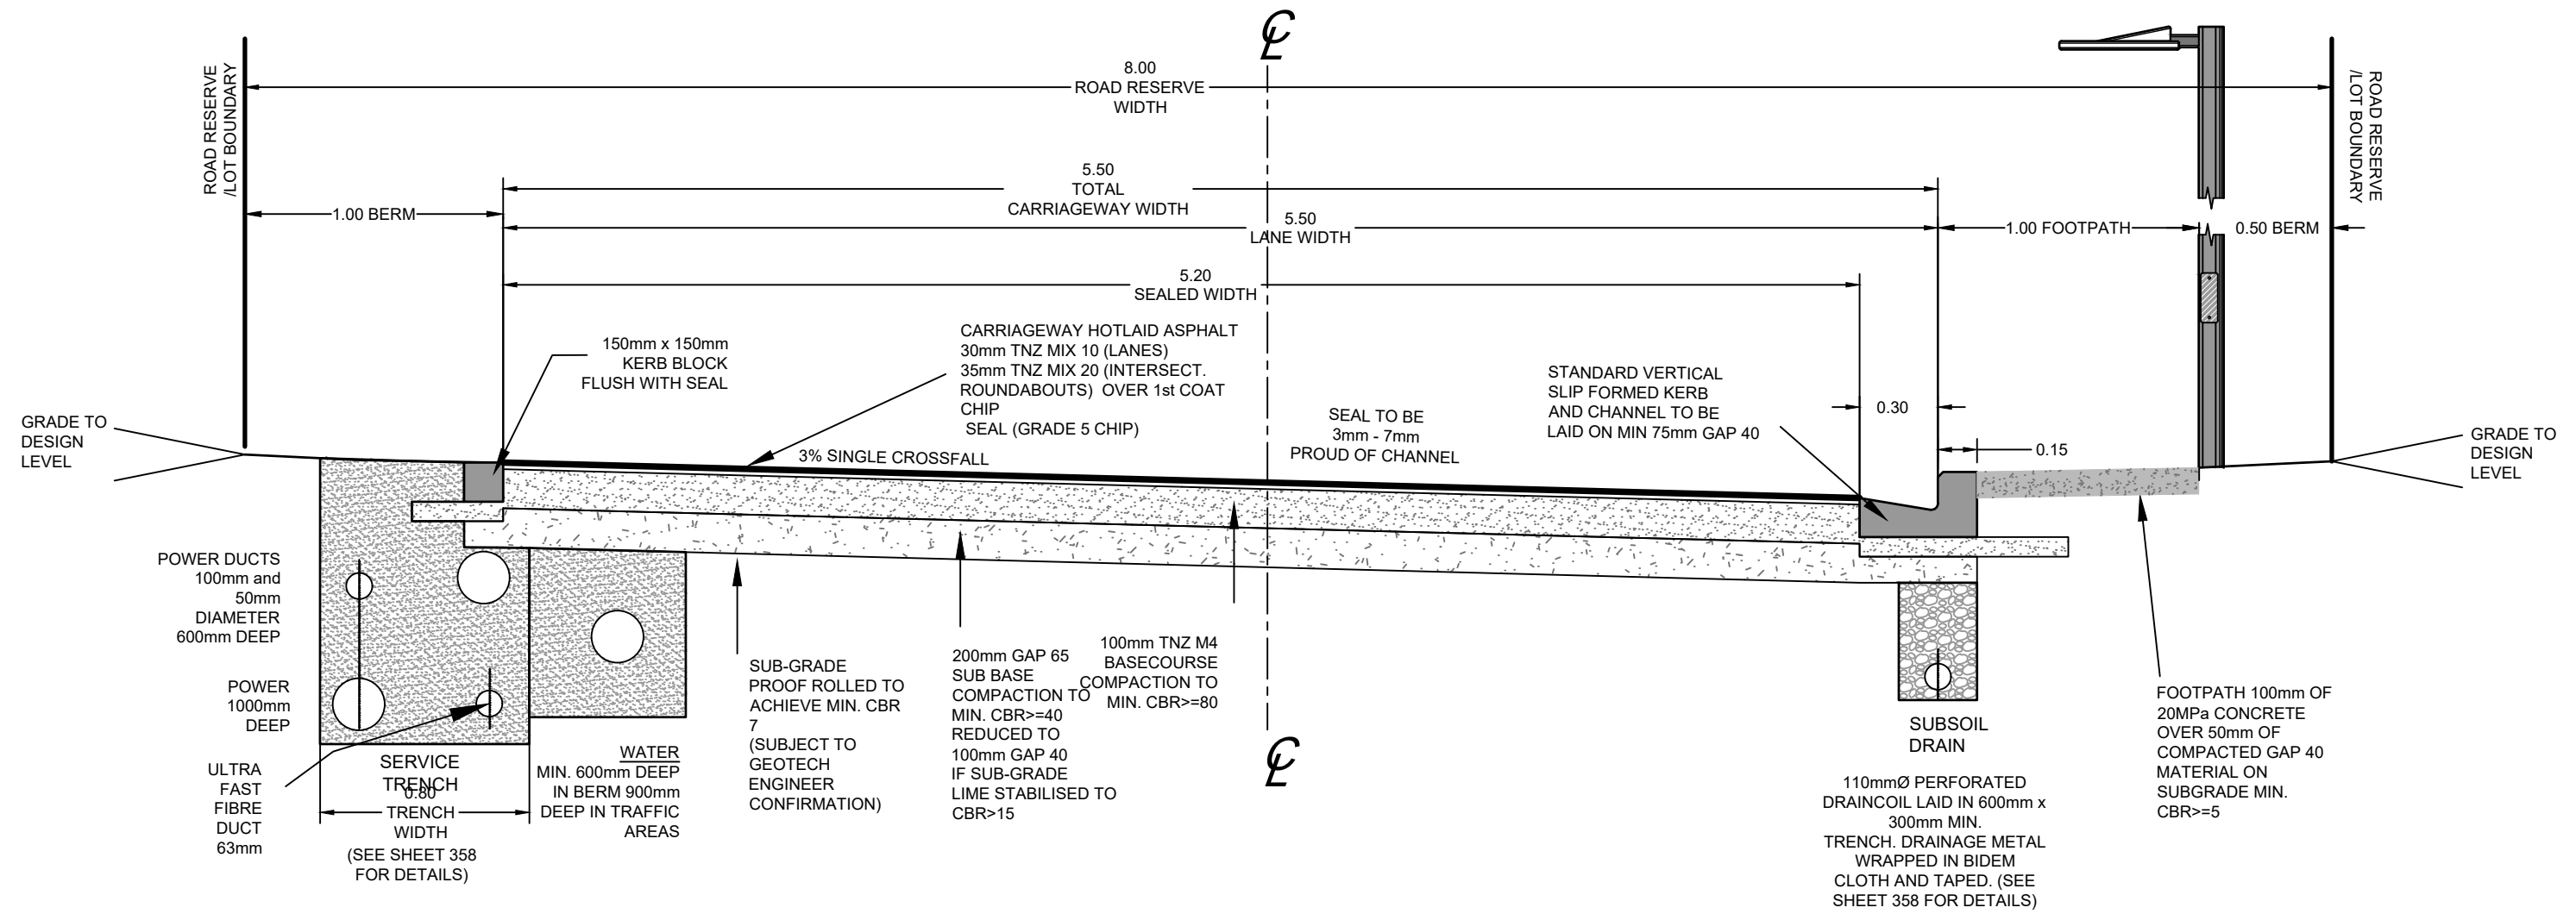 ℄
8.00
ROAD RESERVE
WIDTH
ROAD RESERVE
/LOT BOUNDARY
ROAD RESERVE
/LOT BOUNDARY
5.50
TOTAL
CARRIAGEWAY WIDTH
1.00 BERM
5.50
LANE WIDTH
1.00 FOOTPATH
0.50 BERM
5.20
SEALED WIDTH
150mm x 150mm
KERB BLOCK
FLUSH WITH SEAL
CARRIAGEWAY HOTLAID ASPHALT
30mm TNZ MIX 10 (LANES)
35mm TNZ MIX 20 (INTERSECT.
ROUNDABOUTS) OVER 1st COAT
CHIP
SEAL (GRADE 5 CHIP)
SEAL TO BE
3mm - 7mm
PROUD OF CHANNEL
STANDARD VERTICAL
SLIP FORMED KERB
AND CHANNEL TO BE
LAID ON MIN 75mm GAP 40
0.30
0.15
GRADE TO
DESIGN
LEVEL
3% SINGLE CROSSFALL
GRADE TO
DESIGN
LEVEL
POWER DUCTS
100mm and
50mm
DIAMETER
600mm DEEP
POWER
1000mm
DEEP
ULTRA
FAST
FIBRE
DUCT
63mm
SERVICE
TRENCH
0.80
TRENCH
WIDTH
(SEE SHEET 358
FOR DETAILS)
WATER
MIN. 600mm DEEP
IN BERM 900mm
DEEP IN TRAFFIC
AREAS
SUB-GRADE
PROOF ROLLED TO
ACHIEVE MIN. CBR
7
(SUBJECT TO
GEOTECH
ENGINEER
CONFIRMATION)
200mm GAP 65
SUB BASE
COMPACTION TO
MIN. CBR>=40
REDUCED TO
100mm GAP 40
IF SUB-GRADE
LIME STABILISED TO
CBR>15
100mm TNZ M4
BASECOURSE
COMPACTION TO
MIN. CBR>=80
℄
SUBSOIL
DRAIN
110mmØ PERFORATED
DRAINCOIL LAID IN 600mm x
300mm MIN.
TRENCH. DRAINAGE METAL
WRAPPED IN BIDEM
CLOTH AND TAPED. (SEE
SHEET 358 FOR DETAILS)
FOOTPATH 100mm OF
20MPa CONCRETE
OVER 50mm OF
COMPACTED GAP 40
MATERIAL ON
SUBGRADE MIN.
CBR>=5